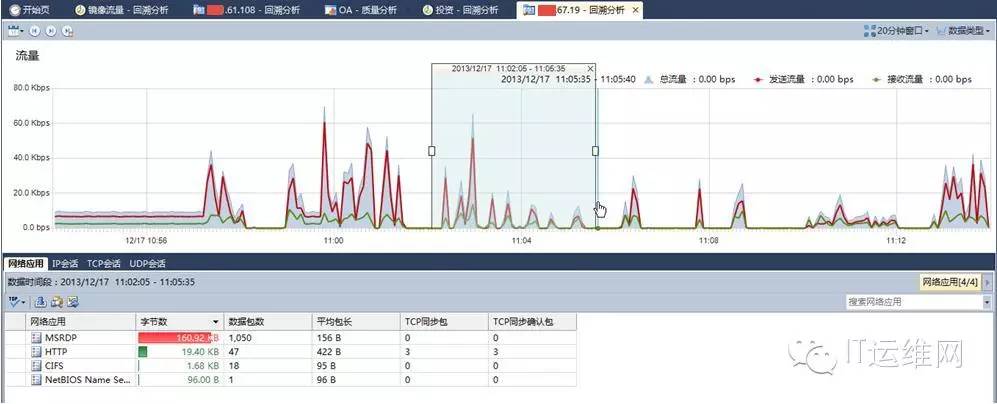 开始页 镜像流量 - 回溯分析 .61.108 - 回溯分析 OA - 质量分析 投资 - 回溯分析 67.19 - 回溯分析
20分钟窗口 数据类型
流量
2013/12/17 11:02:05 - 11:05:35
2013/12/17 11:05:35 - 11:05:40 总流量 : 0.00 bps 发送流量 : 0.00 bps 接收流量 : 0.00 bps
80.0 Kbps
60.0 Kbps
40.0 Kbps
20.0 Kbps
0.0 bps
12/17 10:56 11:00 11:04 11:08 11:12
网络应用 IP会话 TCP会话 UDP会话
数据时间段 : 2013/12/17 11:02:05 - 11:05:35 网络应用[4/4]
TOP 搜索网络应用
网络应用 字节数 数据包数 平均包长 TCP同步包 TCP同步确认包
MSRDP 160.92 KB 1,050 156 B 0 0
HTTP 19.40 KB 47 422 B 3 3
CIFS 1.68 KB 18 95 B 0 0
NetBIOS Name Se... 96.00 B 1 96 B 0 0
IT运维网